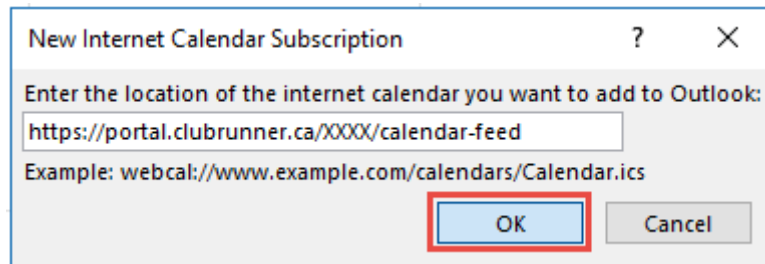 New Internet Calendar Subscription ? ×
Enter the location of the internet calendar you want to add to Outlook:
https://portal.clubrunner.ca/XXXX/calendar-feed
Example: webcal://www.example.com/calendars/Calendar.ics
OK Cancel